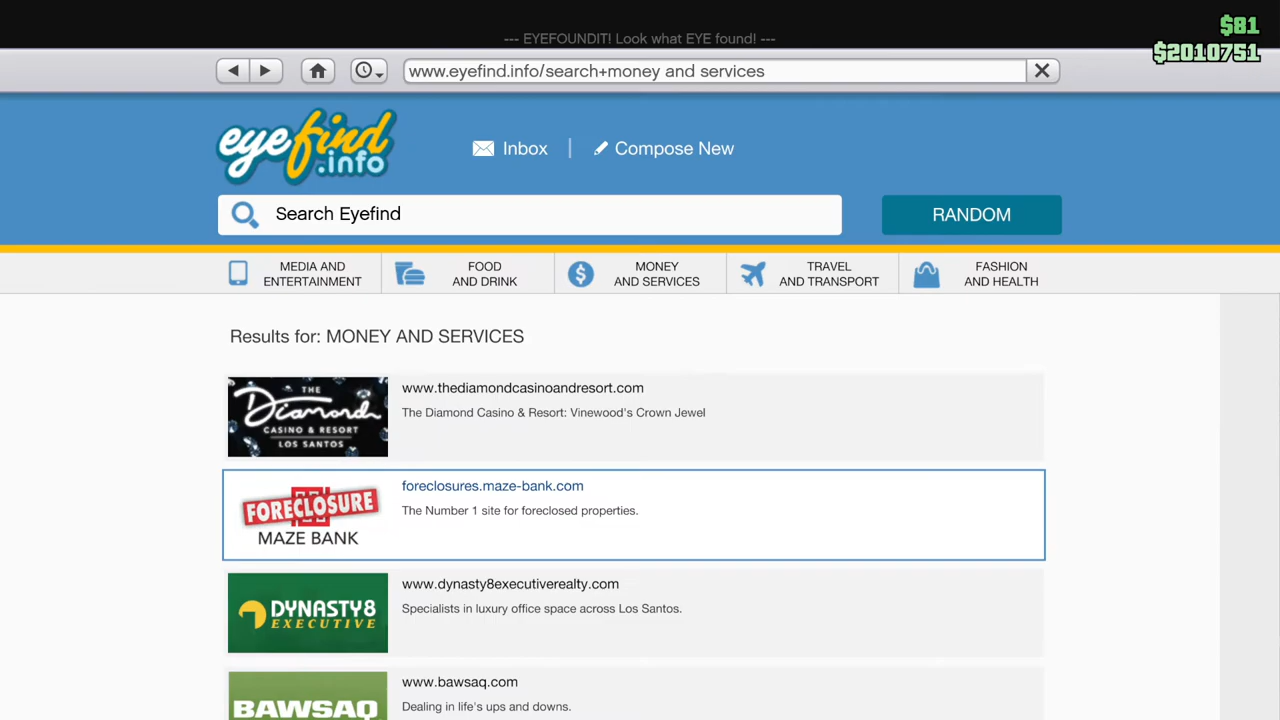 $81
--- EYEFOUNDIT! Look what EYE found! ---
$2010751
www.eyefind.info/search+money and services
eyefind
.info
Inbox
Compose New
Search Eyefind
RANDOM
MEDIA AND
ENTERTAINMENT
FOOD
AND DRINK
MONEY
AND SERVICES
TRAVEL
AND TRANSPORT
FASHION
AND HEALTH
Results for: MONEY AND SERVICES
THE
Diamond
CASINO & RESORT
LOS SANTOS
www.thediamondcasinoandresort.com
The Diamond Casino & Resort: Vinewood's Crown Jewel
FORECLOSURE
MAZE BANK
foreclosures.maze-bank.com
The Number 1 site for foreclosed properties.
DYNASTY8
EXECUTIVE
www.dynasty8executiverealty.com
Specialists in luxury office space across Los Santos.
BAWSAQ
www.bawsaq.com
Dealing in life's ups and downs.